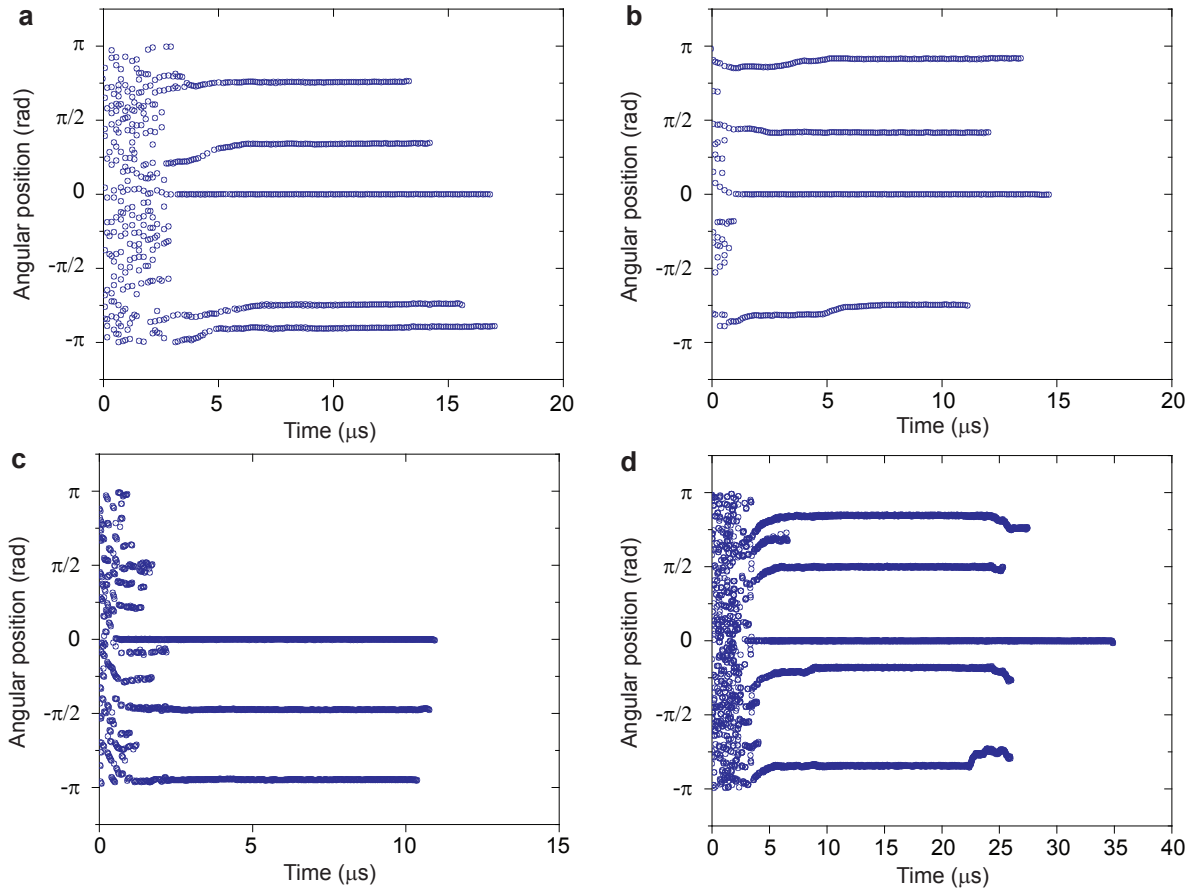 a
π
π/2
0
-π/2
-π
Angular position (rad)
0 5 10 15 20
Time (μs)
b
π
π/2
0
-π/2
-π
Angular position (rad)
0 5 10 15 20
Time (μs)
c
π
π/2
0
-π/2
-π
Angular position (rad)
0 5 10 15
Time (μs)
d
π
π/2
0
-π/2
-π
Angular position (rad)
0 5 10 15 20 25 30 35 40
Time (μs)